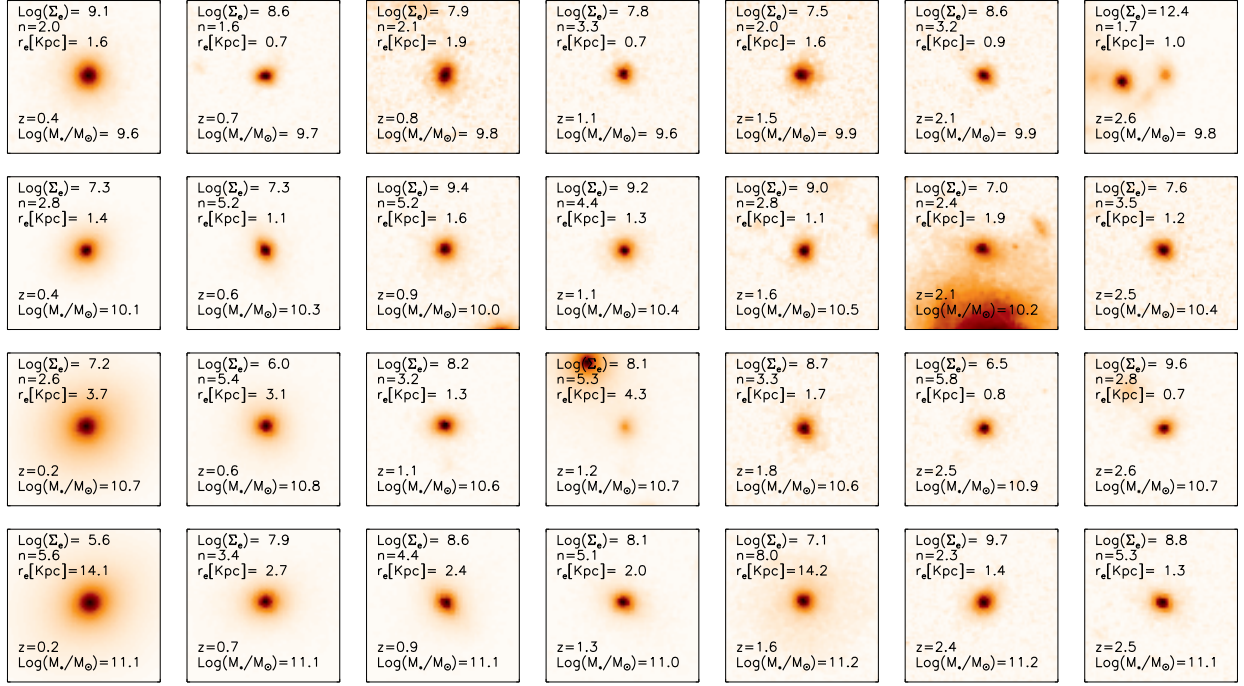 Log(Σₑ)= 9.1
n=2.0
rₑ[Kpc]= 1.6
z=0.4
Log(M⋆/M⊙)= 9.6
Log(Σₑ)= 8.6
n=1.6
rₑ[Kpc]= 0.7
z=0.7
Log(M⋆/M⊙)= 9.7
Log(Σₑ)= 7.9
n=2.1
rₑ[Kpc]= 1.9
z=0.8
Log(M⋆/M⊙)= 9.8
Log(Σₑ)= 7.8
n=3.3
rₑ[Kpc]= 0.7
z=1.1
Log(M⋆/M⊙)= 9.6
Log(Σₑ)= 7.5
n=2.0
rₑ[Kpc]= 1.6
z=1.5
Log(M⋆/M⊙)= 9.9
Log(Σₑ)= 8.6
n=3.2
rₑ[Kpc]= 0.9
z=2.1
Log(M⋆/M⊙)= 9.9
Log(Σₑ)=12.4
n=1.7
rₑ[Kpc]= 1.0
z=2.6
Log(M⋆/M⊙)= 9.8
Log(Σₑ)= 7.3
n=2.8
rₑ[Kpc]= 1.4
z=0.4
Log(M⋆/M⊙)=10.1
Log(Σₑ)= 7.3
n=5.2
rₑ[Kpc]= 1.1
z=0.6
Log(M⋆/M⊙)=10.3
Log(Σₑ)= 9.4
n=5.2
rₑ[Kpc]= 1.6
z=0.9
Log(M⋆/M⊙)=10.0
Log(Σₑ)= 9.2
n=4.4
rₑ[Kpc]= 1.3
z=1.1
Log(M⋆/M⊙)=10.4
Log(Σₑ)= 9.0
n=2.8
rₑ[Kpc]= 1.1
z=1.6
Log(M⋆/M⊙)=10.5
Log(Σₑ)= 7.0
n=2.4
rₑ[Kpc]= 1.9
z=2.1
Log(M⋆/M⊙)=10.2
Log(Σₑ)= 7.6
n=3.5
rₑ[Kpc]= 1.2
z=2.5
Log(M⋆/M⊙)=10.4
Log(Σₑ)= 7.2
n=2.6
rₑ[Kpc]= 3.7
z=0.2
Log(M⋆/M⊙)=10.7
Log(Σₑ)= 6.0
n=5.4
rₑ[Kpc]= 3.1
z=0.6
Log(M⋆/M⊙)=10.8
Log(Σₑ)= 8.2
n=3.2
rₑ[Kpc]= 1.3
z=1.1
Log(M⋆/M⊙)=10.6
Log(Σₑ)= 8.1
n=5.3
rₑ[Kpc]= 4.3
z=1.2
Log(M⋆/M⊙)=10.7
Log(Σₑ)= 8.7
n=3.3
rₑ[Kpc]= 1.7
z=1.8
Log(M⋆/M⊙)=10.6
Log(Σₑ)= 6.5
n=5.8
rₑ[Kpc]= 0.8
z=2.5
Log(M⋆/M⊙)=10.9
Log(Σₑ)= 9.6
n=2.8
rₑ[Kpc]= 0.7
z=2.6
Log(M⋆/M⊙)=10.7
Log(Σₑ)= 5.6
n=5.6
rₑ[Kpc]=14.1
z=0.2
Log(M⋆/M⊙)=11.1
Log(Σₑ)= 7.9
n=3.4
rₑ[Kpc]= 2.7
z=0.7
Log(M⋆/M⊙)=11.1
Log(Σₑ)= 8.6
n=4.4
rₑ[Kpc]= 2.4
z=0.9
Log(M⋆/M⊙)=11.1
Log(Σₑ)= 8.1
n=5.1
rₑ[Kpc]= 2.0
z=1.3
Log(M⋆/M⊙)=11.0
Log(Σₑ)= 7.1
n=8.0
rₑ[Kpc]=14.2
z=1.6
Log(M⋆/M⊙)=11.2
Log(Σₑ)= 9.7
n=2.3
rₑ[Kpc]= 1.4
z=2.4
Log(M⋆/M⊙)=11.2
Log(Σₑ)= 8.8
n=5.3
rₑ[Kpc]= 1.3
z=2.5
Log(M⋆/M⊙)=11.1